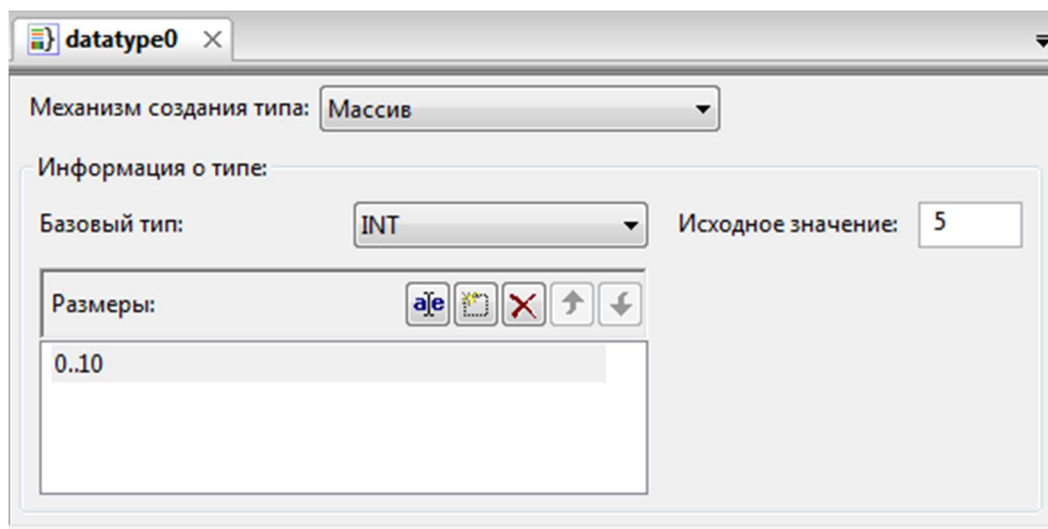 datatype0
Механизм создания типа: Массив
Информация о типе:
Базовый тип: INT Исходное значение: 5
Размеры:
0..10